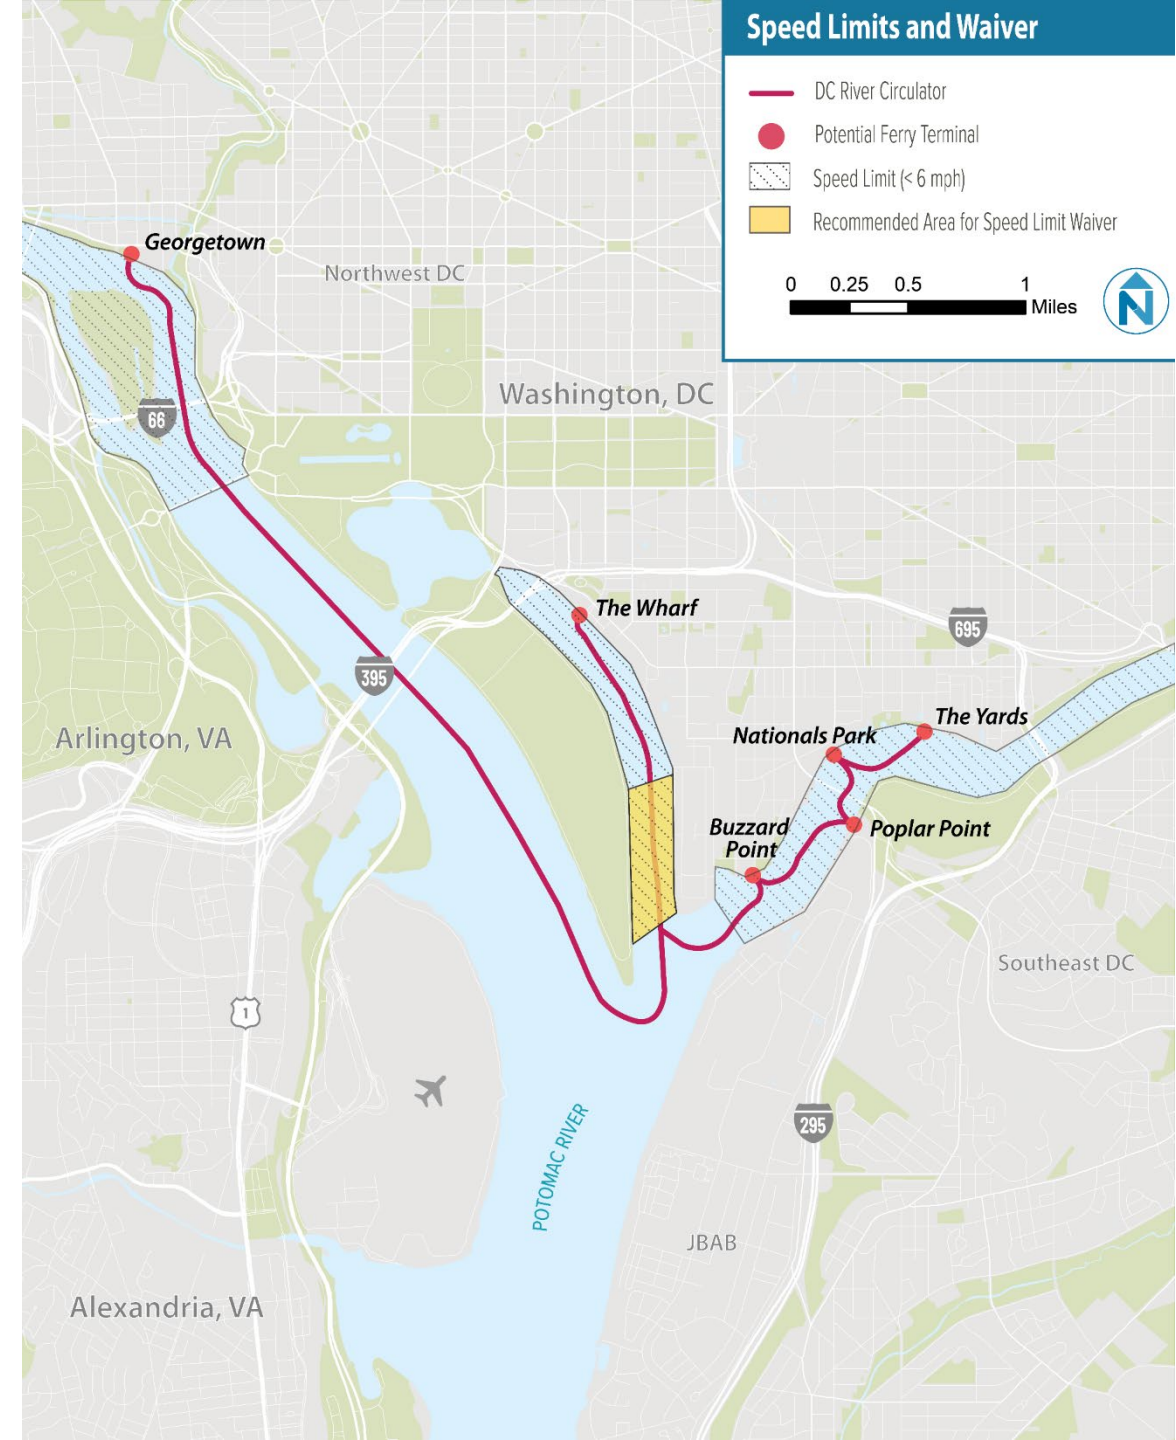 Speed Limits and Waiver
DC River Circulator
Potential Ferry Terminal
Speed Limit (< 6 mph)
Recommended Area for Speed Limit Waiver
0 0.25 0.5 1
Miles
N
Georgetown
Northwest DC
Washington, DC
66
The Wharf
695
395
Arlington, VA
The Yards
Nationals Park
Buzzard
Point
Poplar Point
Southeast DC
1
295
POTOMAC RIVER
JBAB
Alexandria, VA